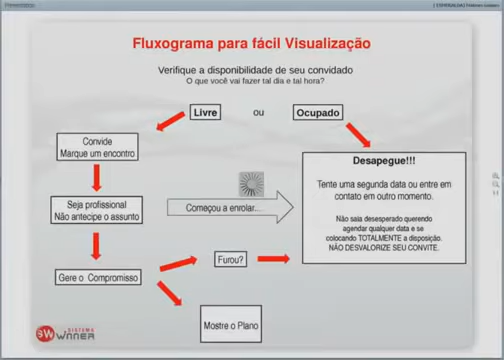 Fluxograma para fácil Visualização
Verifique a disponibilidade de seu convidado
O que você vai fazer tal dia e tal hora?
Livre
ou
Ocupado
Convide
Marque um encontro
Desapegue!!!
Tente uma segunda data ou entre em
contato em outro momento.
Não saia desesperado querendo
agendar qualquer data e se
colocando TOTALMENTE a disposição.
NÃO DESVALORIZE SEU CONVITE.
Seja profissional
Não antecipe o assunto
Começou a enrolar...
Gere o Compromisso
Furou?
Mostre o Plano
SW
SISTEMA
WINNER